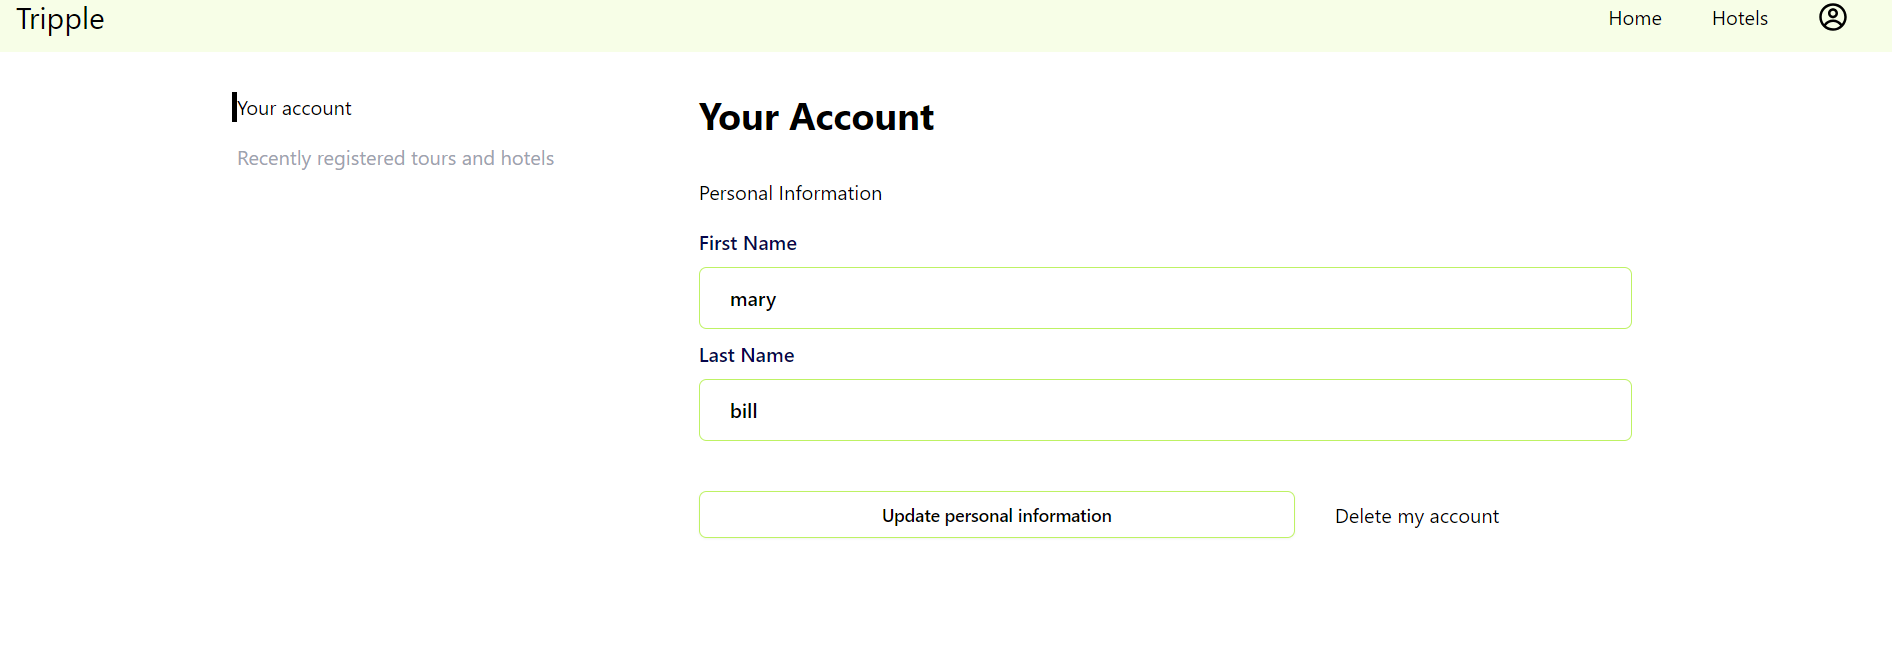 Tripple
Home Hotels
Your account
Recently registered tours and hotels
Your Account
Personal Information
First Name
mary
Last Name
bill
Update personal information
Delete my account